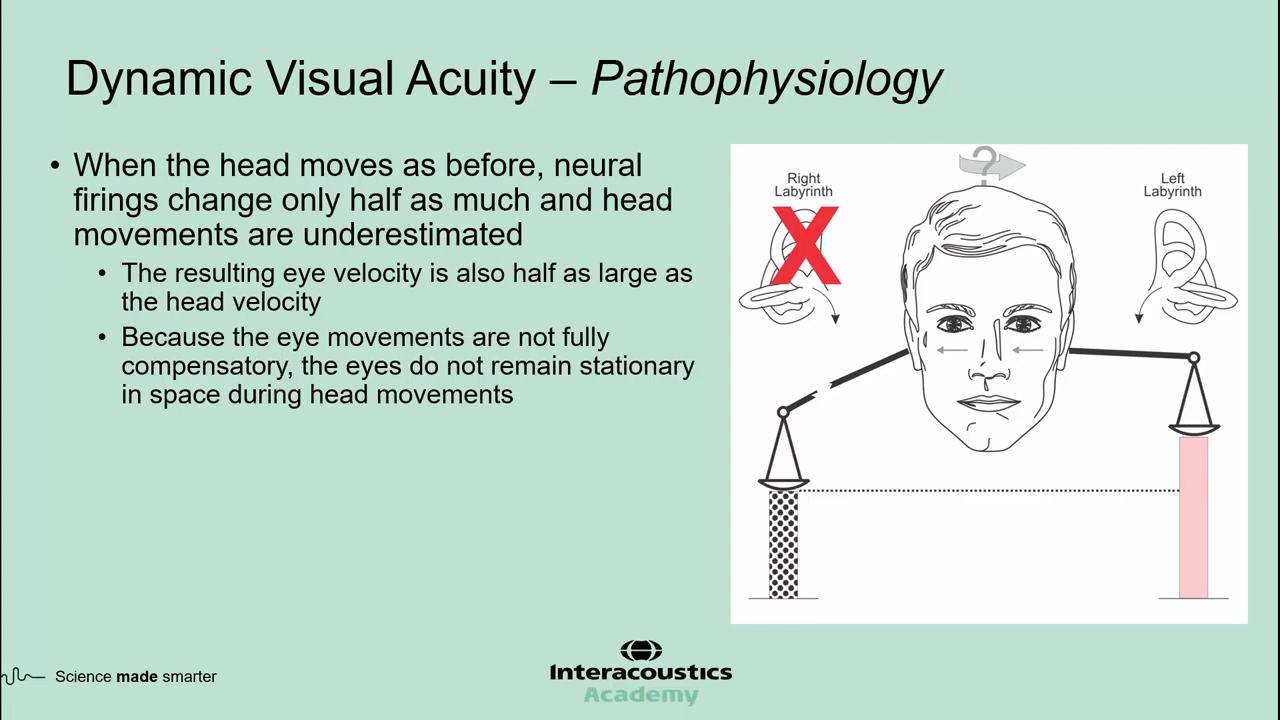 Dynamic Visual Acuity – Pathophysiology
• When the head moves as before, neural
firings change only half as much and head
movements are underestimated
• The resulting eye velocity is also half as large as
the head velocity
• Because the eye movements are not fully
compensatory, the eyes do not remain stationary
in space during head movements
?
Right
Labyrinth
X
Left
Labyrinth
Science made smarter
Interacoustics
Academy